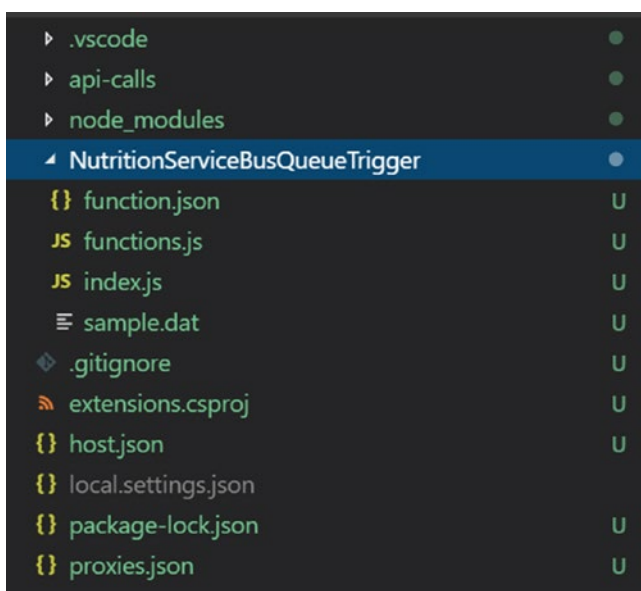 .vscode
api-calls
node_modules
NutritionServiceBusQueueTrigger
{} function.json U
JS functions.js U
JS index.js U
sample.dat U
.gitignore U
extensions.csproj U
{} host.json U
{} local.settings.json
{} package-lock.json U
{} proxies.json U